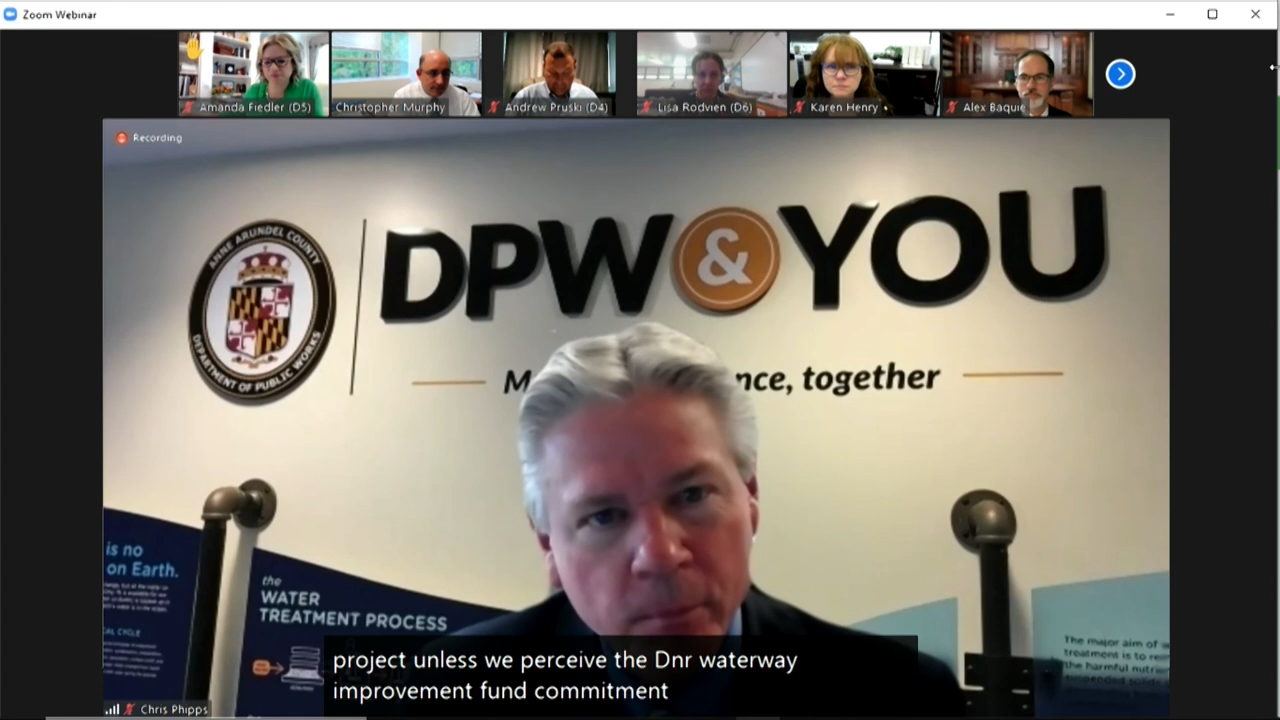 Zoom Webinar
Amanda Fiedler (D5)
Christopher Murphy
Andrew Pruski (D4)
Lisa Rodvien (D6)
Karen Henry
Alex Baquie
Recording
ANNE ARUNDEL COUNTY
DEPARTMENT OF PUBLIC WORKS
DPW & YOU
M nce, together
is no
on Earth.
the
WATER
TREATMENT PROCESS
The major aim of
treatment is to
the harmful
suspended solids
project unless we perceive the Dnr waterway
improvement fund commitment
Chris Phipps